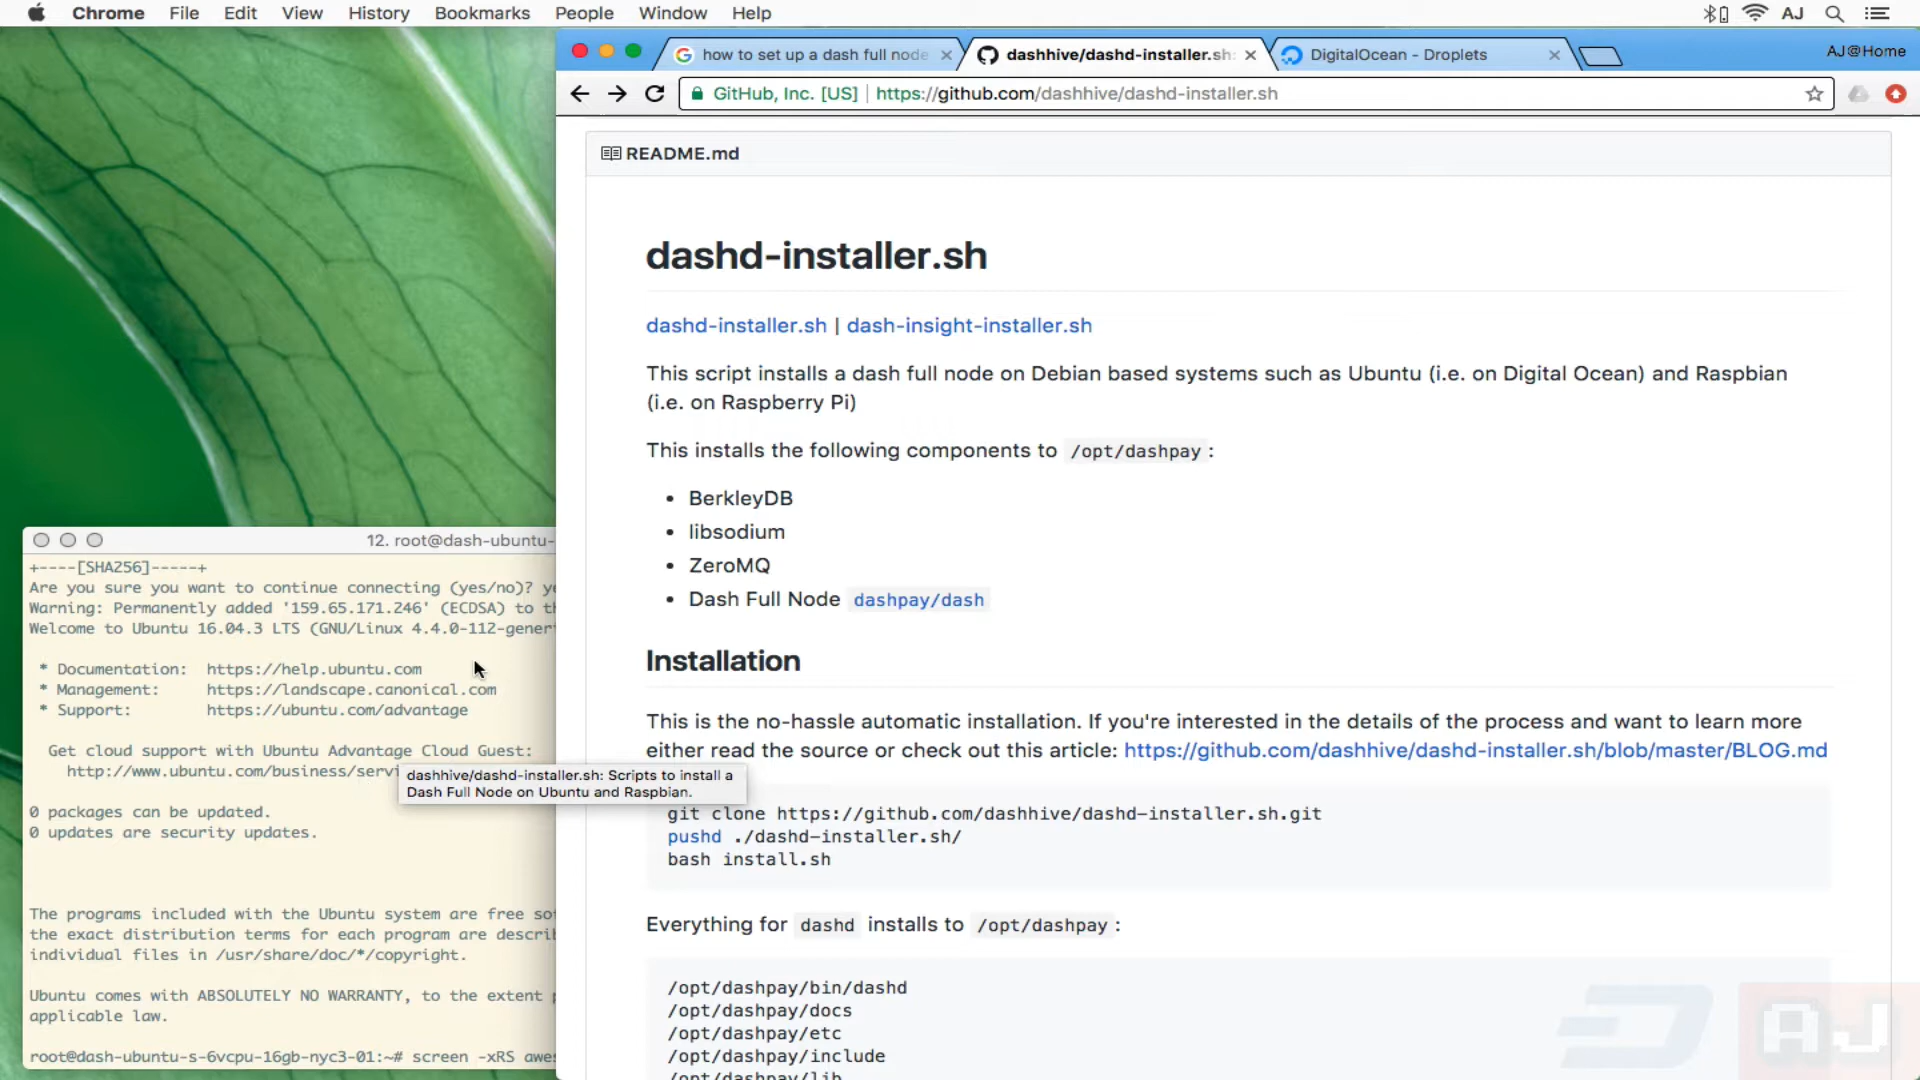 Chrome File Edit View History Bookmarks People Window Help AJ
how to set up a dash full node
dashhive/dashd-installer.sh:
DigitalOcean - Droplets
AJ@Home
GitHub, Inc. [US] https://github.com/dashhive/dashd-installer.sh
README.md
dashd-installer.sh
dashd-installer.sh | dash-insight-installer.sh
This script installs a dash full node on Debian based systems such as Ubuntu (i.e. on Digital Ocean) and Raspbian
(i.e. on Raspberry Pi)
This installs the following components to /opt/dashpay :
• BerkleyDB
• libsodium
• ZeroMQ
• Dash Full Node dashpay/dash
Installation
This is the no-hassle automatic installation. If you're interested in the details of the process and want to learn more
either read the source or check out this article: https://github.com/dashhive/dashd-installer.sh/blob/master/BLOG.md
git clone https://github.com/dashhive/dashd-installer.sh.git
pushd ./dashd-installer.sh/
bash install.sh
Everything for dashd installs to /opt/dashpay :
/opt/dashpay/bin/dashd
/opt/dashpay/docs
/opt/dashpay/etc
/opt/dashpay/include
/opt/dashpay/lib
12. root@dash-ubuntu-
+----[SHA256]-----+
Are you sure you want to continue connecting (yes/no)? ye
Warning: Permanently added '159.65.171.246' (ECDSA) to th
Welcome to Ubuntu 16.04.3 LTS (GNU/Linux 4.4.0-112-gener
* Documentation: https://help.ubuntu.com
* Management: https://landscape.canonical.com
* Support: https://ubuntu.com/advantage
Get cloud support with Ubuntu Advantage Cloud Guest:
http://www.ubuntu.com/business/servi
dashhive/dashd-installer.sh: Scripts to install a
Dash Full Node on Ubuntu and Raspbian.
0 packages can be updated.
0 updates are security updates.
The programs included with the Ubuntu system are free so
the exact distribution terms for each program are descri
individual files in /usr/share/doc/*/copyright.
Ubuntu comes with ABSOLUTELY NO WARRANTY, to the extent p
applicable law.
root@dash-ubuntu-s-6vcpu-16gb-nyc3-01:~# screen -xRS awe
AJ